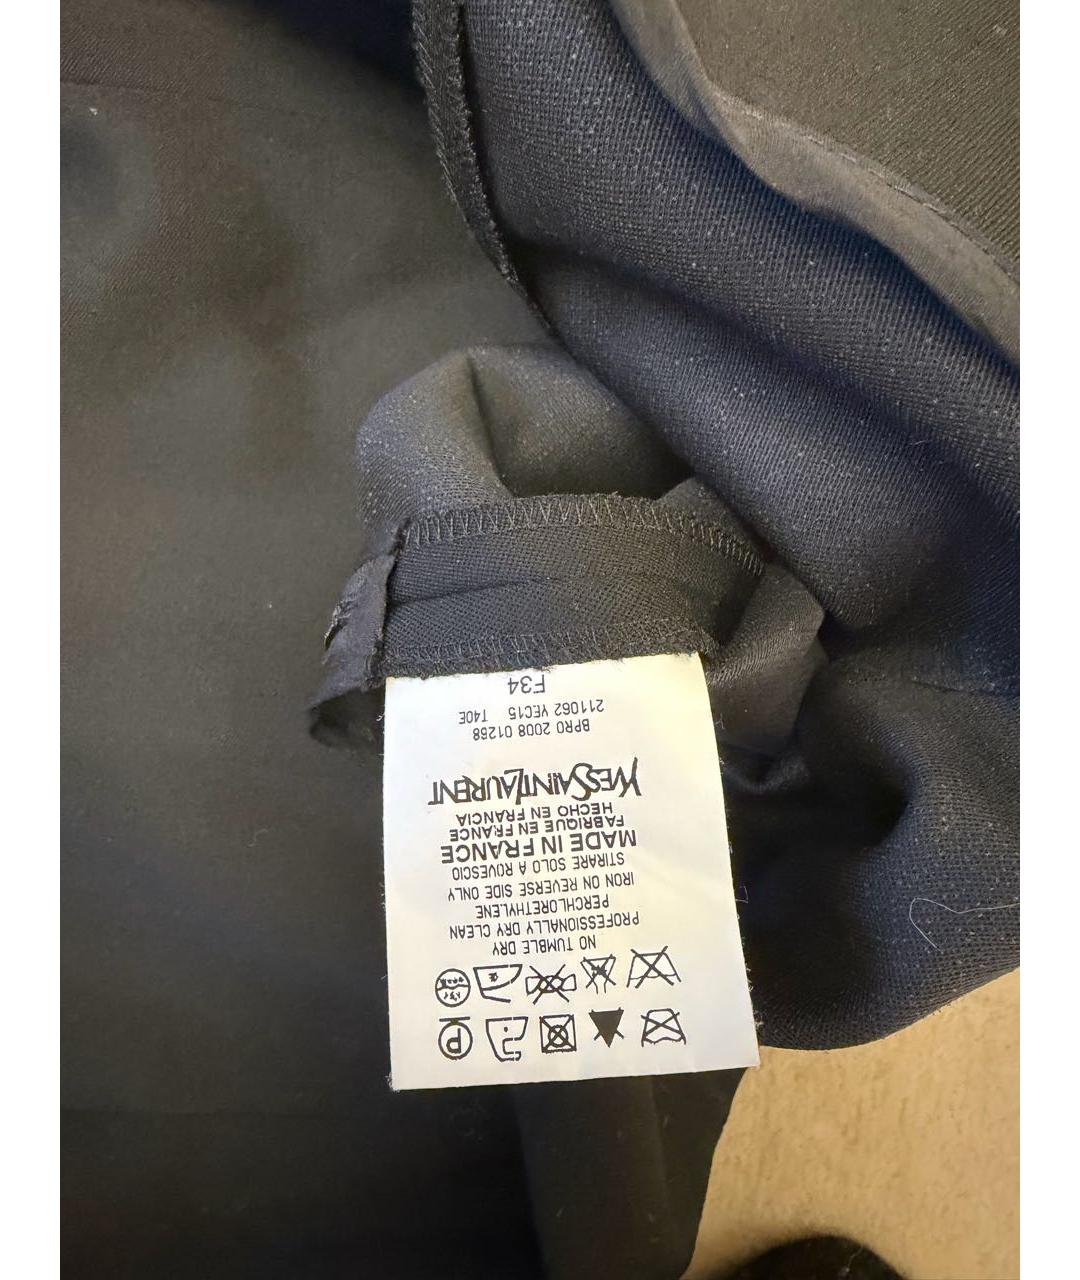 NO TUMBLE DRY
PROFESSIONALLY DRY CLEAN
PERCHLORETHYLENE
IRON ON REVERSE SIDE ONLY
STIRARE SOLO A ROVESCIO
MADE IN FRANCE
FABRIQUE EN FRANCE
HECHO EN FRANCIA
YVESSAINTLAURENT
BPRO 2008 01268
211062 YEC15 T40E
F34